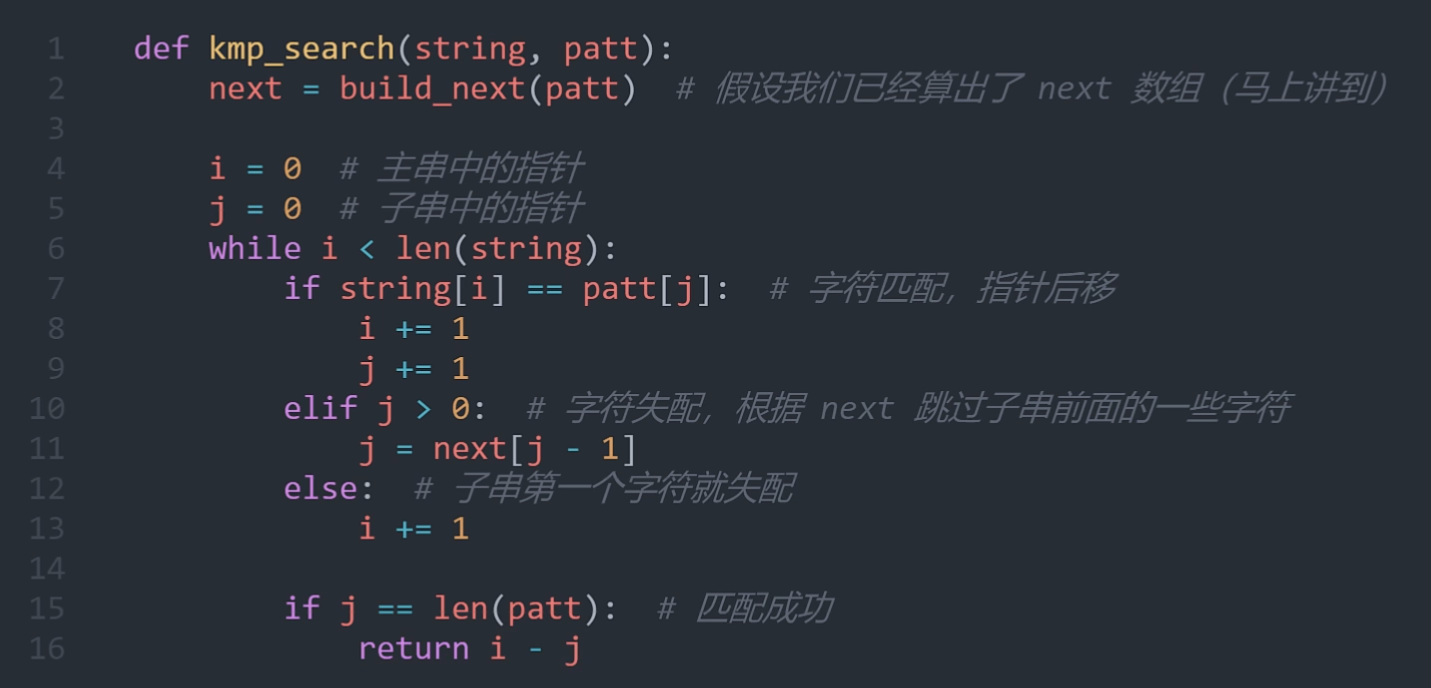 1 def kmp_search(string, patt):
2 next = build_next(patt)  # 假设我们已经算出了 next 数组（马上讲到）
3
4 i = 0  # 主串中的指针
5 j = 0  # 子串中的指针
6 while i < len(string):
7 if string[i] == patt[j]:  # 字符匹配，指针后移
8 i += 1
9 j += 1
10 elif j > 0:  # 字符失配，根据 next 跳过子串前面的一些字符
11 j = next[j - 1]
12 else:  # 子串第一个字符就失配
13 i += 1
14
15 if j == len(patt):  # 匹配成功
16 return i - j